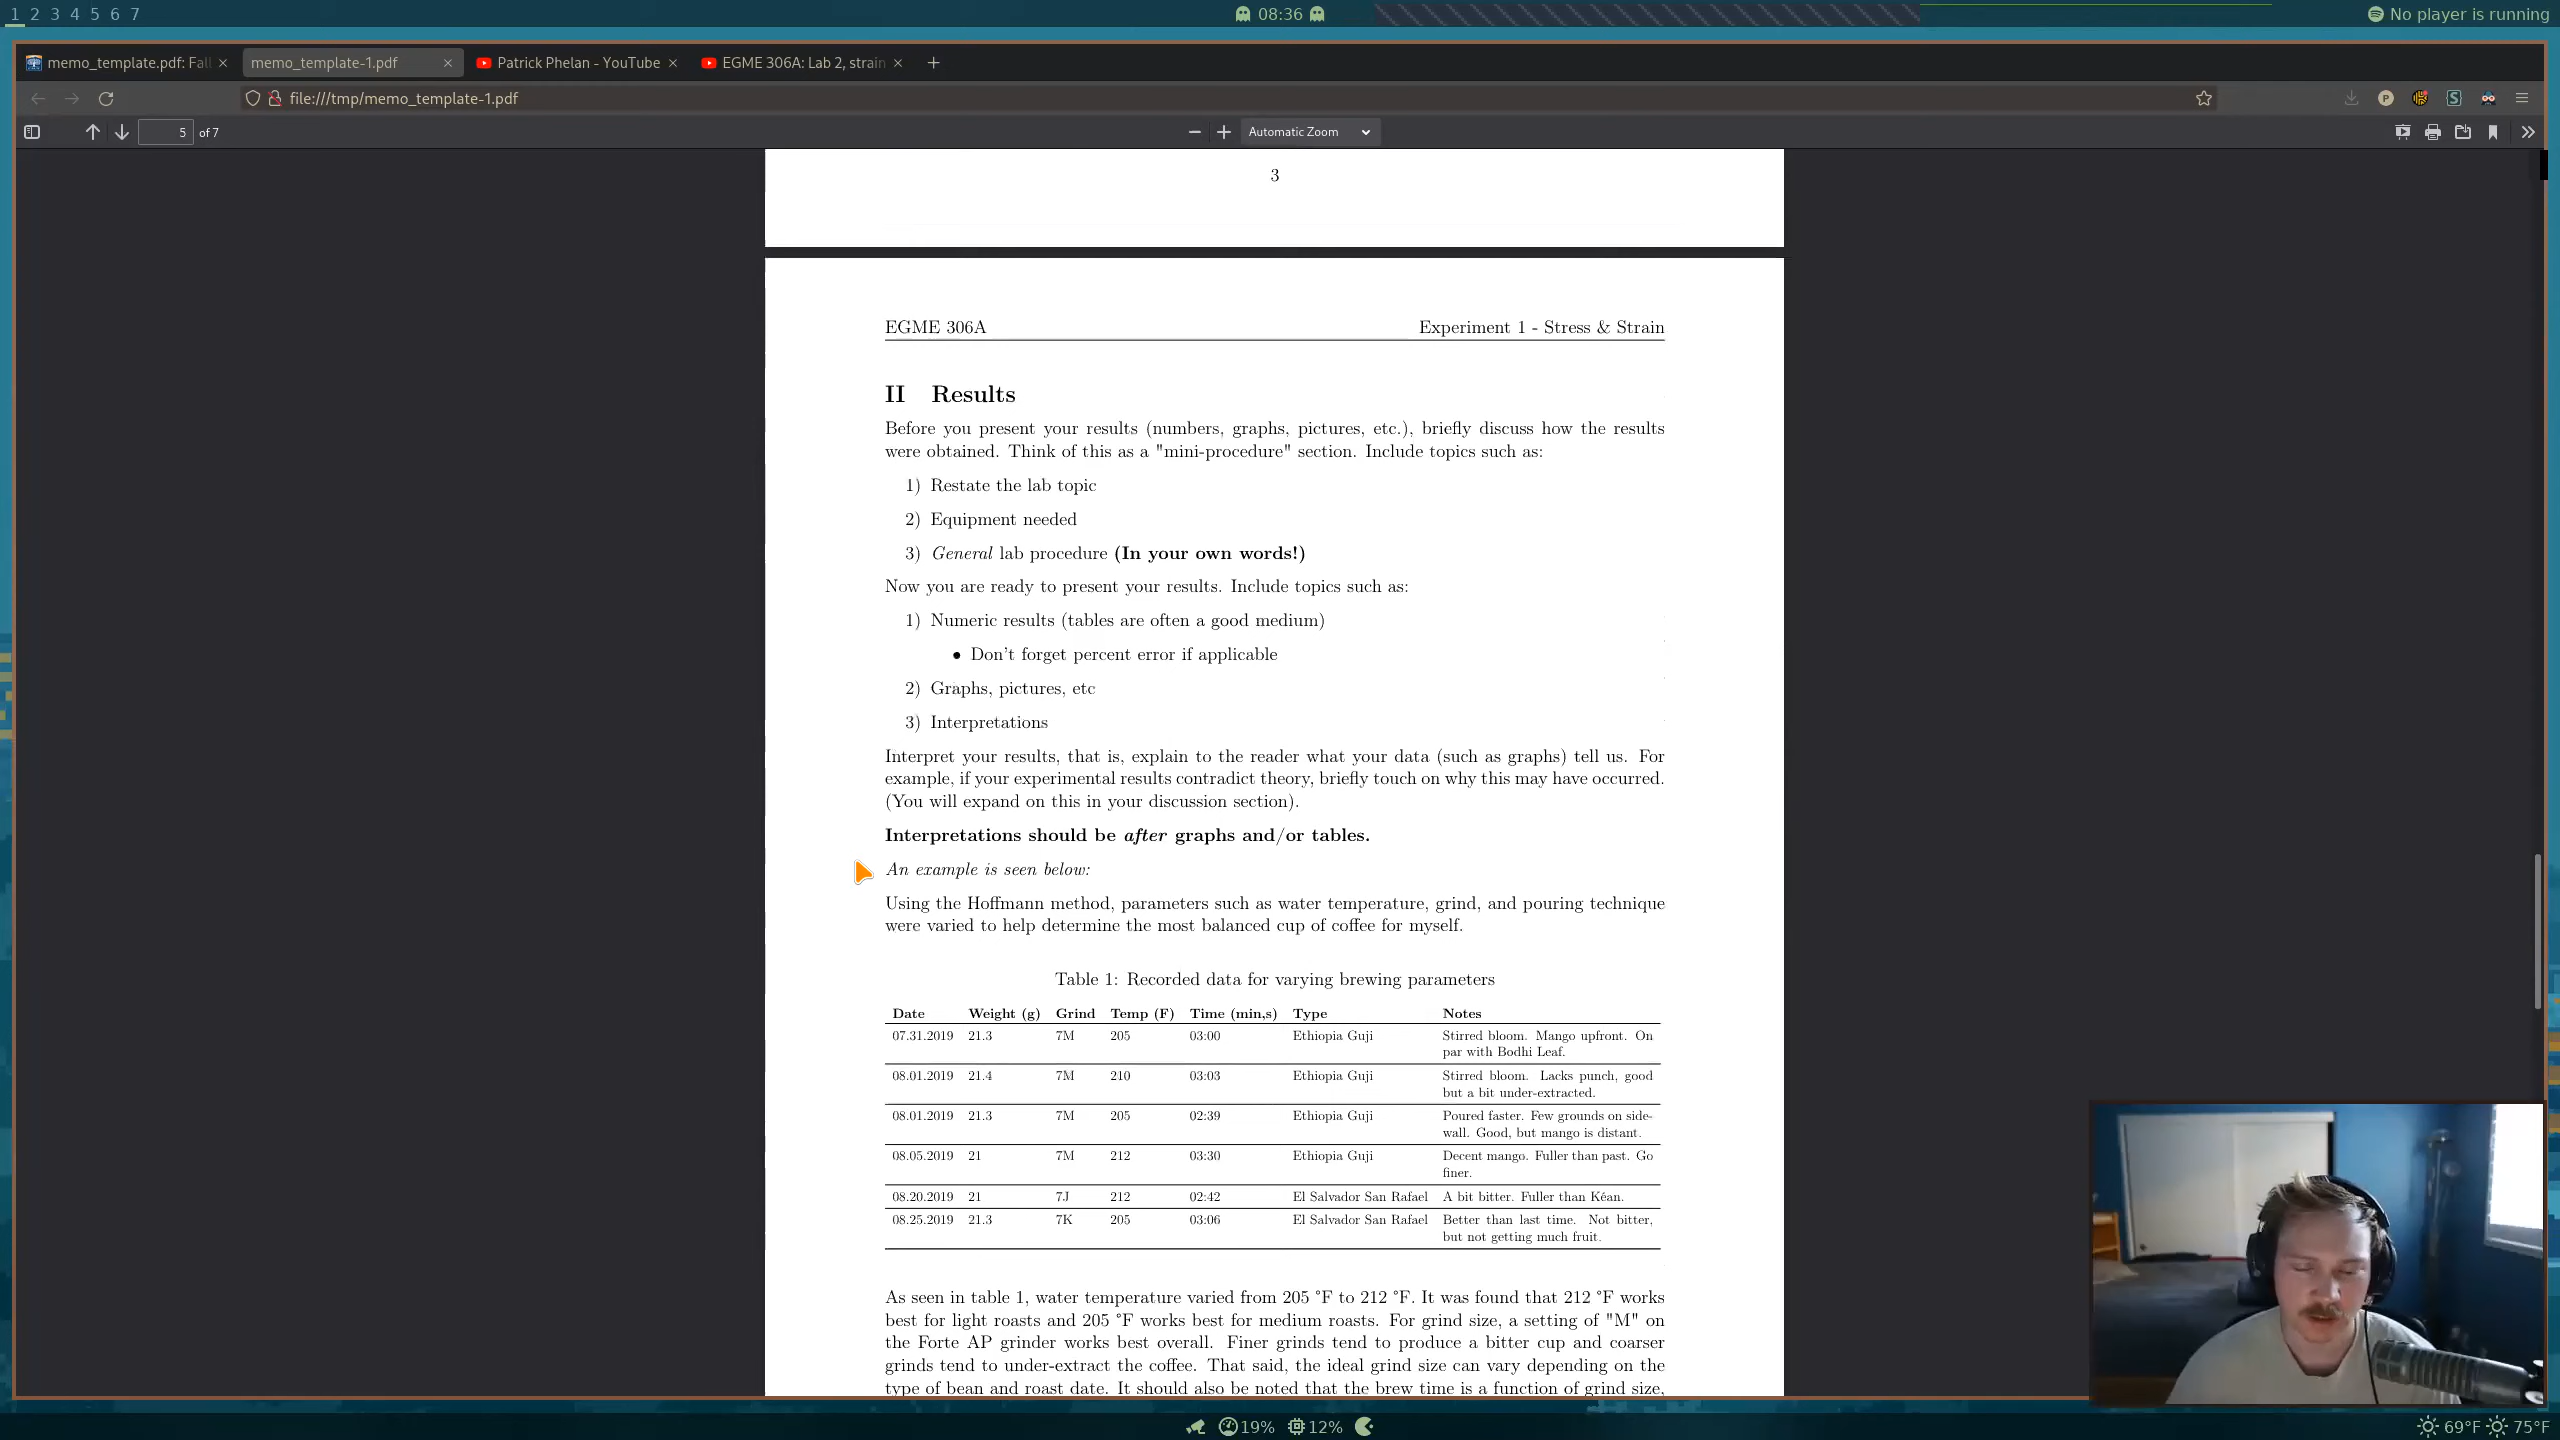 1 2 3 4 5 6 7
08:36
No player is running
memo_template.pdf: Fall
memo_template-1.pdf
Patrick Phelan - YouTube
EGME 306A: Lab 2, strain
file:///tmp/memo_template-1.pdf
5 of 7
Automatic Zoom
3
EGME 306A Experiment 1 - Stress & Strain
II Results
Before you present your results (numbers, graphs, pictures, etc.), briefly discuss how the results
were obtained. Think of this as a "mini-procedure" section. Include topics such as:
1) Restate the lab topic
2) Equipment needed
3) General lab procedure (In your own words!)
Now you are ready to present your results. Include topics such as:
1) Numeric results (tables are often a good medium)
• Don't forget percent error if applicable
2) Graphs, pictures, etc
3) Interpretations
Interpret your results, that is, explain to the reader what your data (such as graphs) tell us. For
example, if your experimental results contradict theory, briefly touch on why this may have occurred.
(You will expand on this in your discussion section).
Interpretations should be after graphs and/or tables.
An example is seen below:
Using the Hoffmann method, parameters such as water temperature, grind, and pouring technique
were varied to help determine the most balanced cup of coffee for myself.
Table 1: Recorded data for varying brewing parameters
Date Weight (g) Grind Temp (F) Time (min,s) Type Notes
07.31.2019 21.3 7M 205 03:00 Ethiopia Guji Stirred bloom. Mango upfront. On
par with Bodhi Leaf.
08.01.2019 21.4 7M 210 03:03 Ethiopia Guji Stirred bloom. Lacks punch, good
but a bit under-extracted.
08.01.2019 21.3 7M 205 02:39 Ethiopia Guji Poured faster. Few grounds on side-
wall. Good, but mango is distant.
08.05.2019 21 7M 212 03:30 Ethiopia Guji Decent mango. Fuller than past. Go
finer.
08.20.2019 21 7J 212 02:42 El Salvador San Rafael A bit bitter. Fuller than Kéan.
08.25.2019 21.3 7K 205 03:06 El Salvador San Rafael Better than last time. Not bitter,
but not getting much fruit.
As seen in table 1, water temperature varied from 205 °F to 212 °F. It was found that 212 °F works
best for light roasts and 205 °F works best for medium roasts. For grind size, a setting of "M" on
the Forte AP grinder works best overall. Finer grinds tend to produce a bitter cup and coarser
grinds tend to under-extract the coffee. That said, the ideal grind size can vary depending on the
type of bean and roast date. It should also be noted that the brew time is a function of grind size,
19% 12%
69°F 75°F